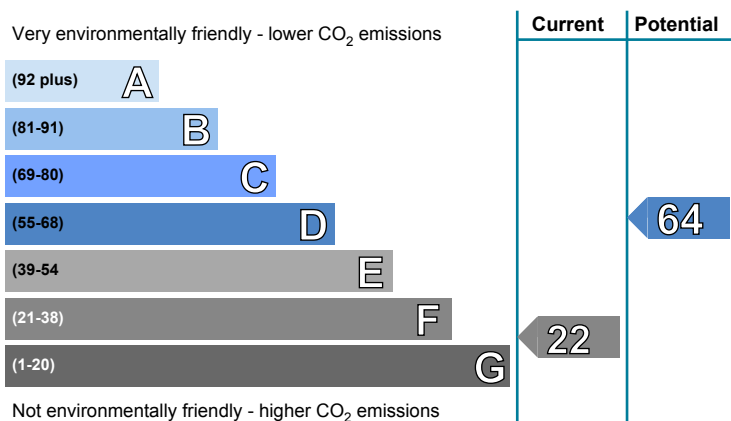 Very environmentally friendly - lower CO2 emissions
Current
Potential
(92 plus) A
(81-91) B
(69-80) C
(55-68) D
64
(39-54 E
(21-38) F
22
(1-20) G
Not environmentally friendly - higher CO2 emissions